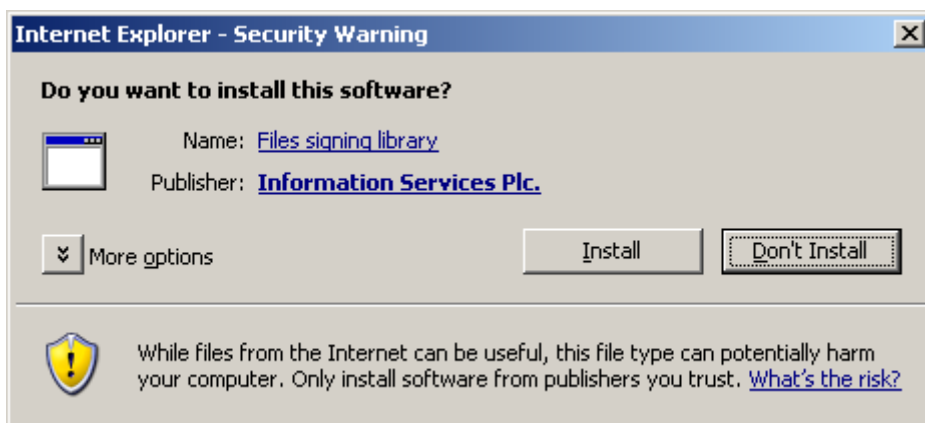 Internet Explorer - Security Warning
Do you want to install this software?
Name: Files signing library
Publisher: Information Services Plc.
More options Install Don't Install
While files from the Internet can be useful, this file type can potentially harm
your computer. Only install software from publishers you trust. What's the risk?